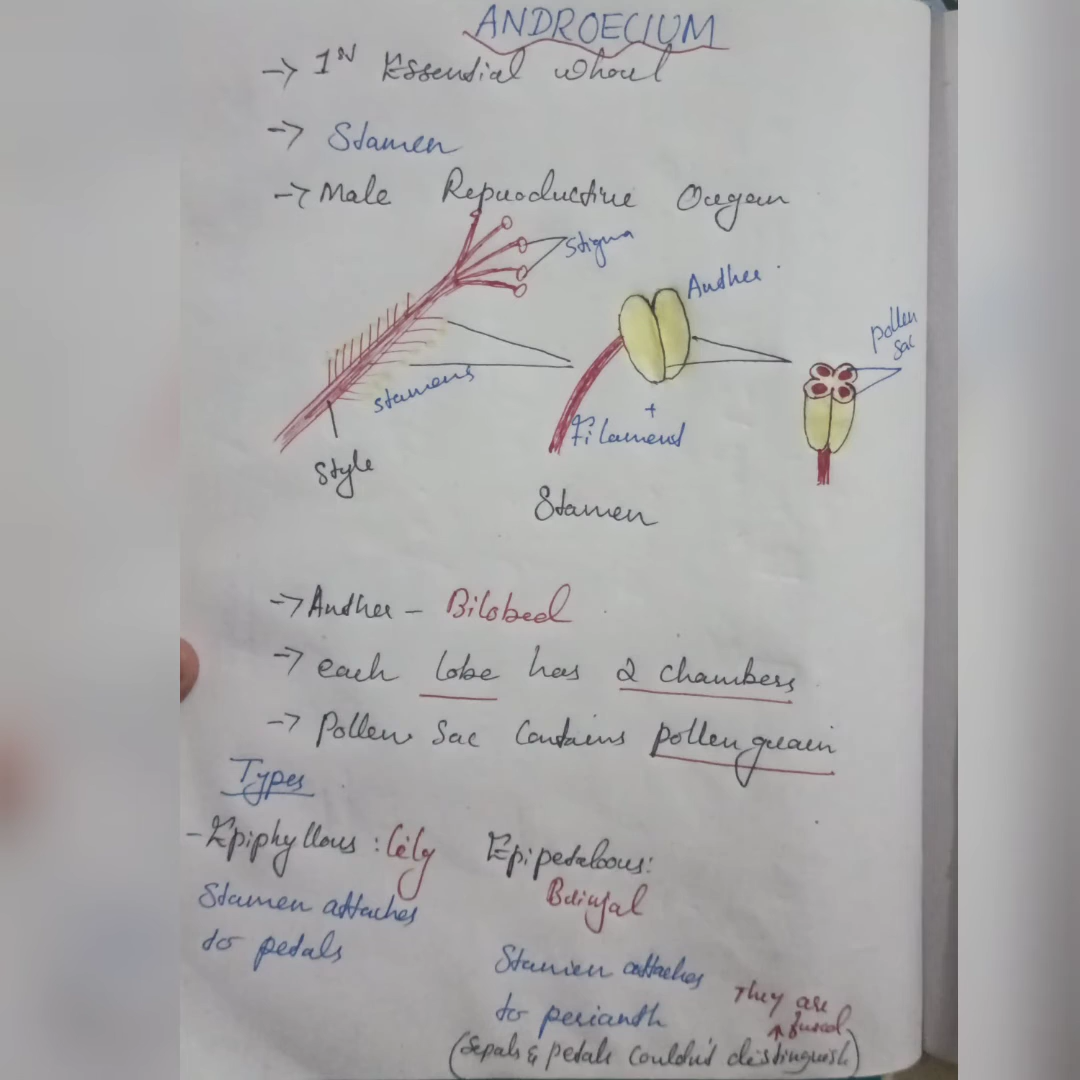 ANDROECIUM
-> 1st Essential whorl
-> Stamen
-> Male Reproductive Organ
Stigma
Anther
pollen
sac
stamens
+
Filament
Style
Stamen
-> Anther - Bilobed
-> each lobe has 2 chambers
-> Pollen Sac Contains pollen grain
Types
- Epiphyllous : lily
Stamen attaches
to petals
Epipetalous:
Brinjal
Stamen attaches
to perianth
They are
fused
(Sepals & petals couldn't distinguish)